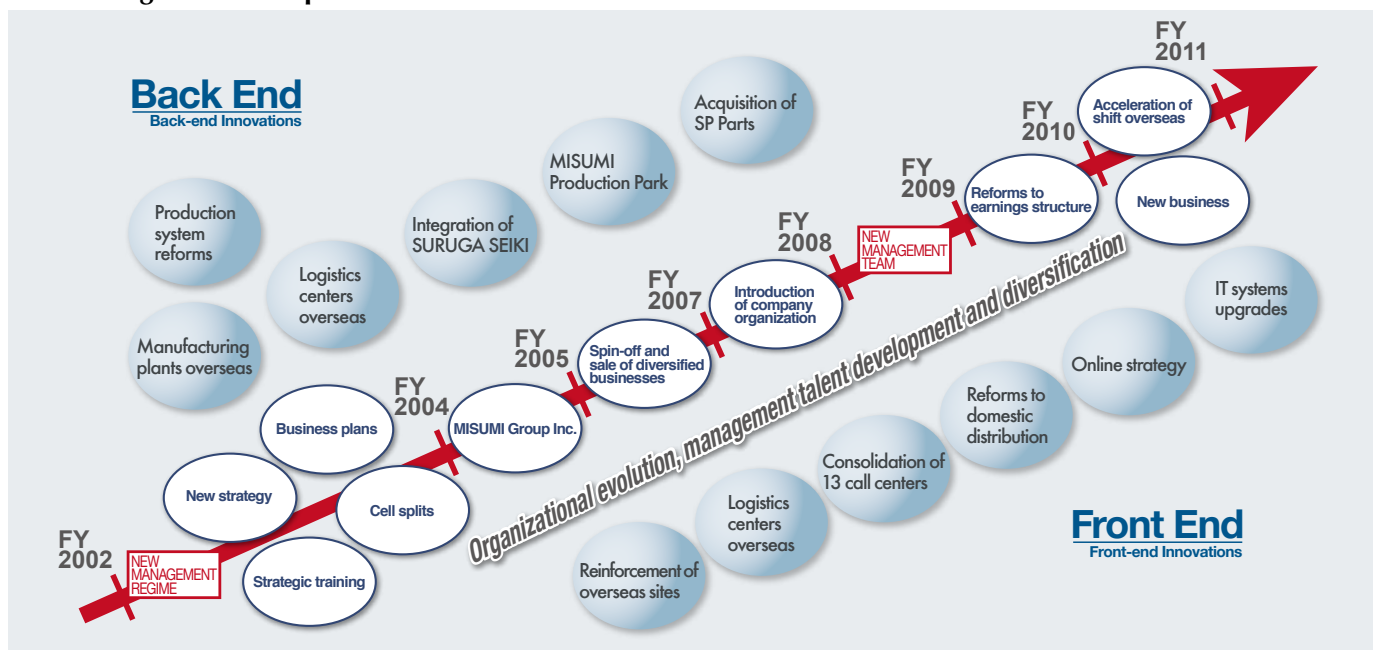 Back End
Back-end Innovations
Production
system
reforms
Manufacturing
plants overseas
Logistics
centers
overseas
Integration of
SURUGA SEIKI
MISUMI
Production Park
Acquisition of
SP Parts
FY
2002
NEW
MANAGEMENT
REGIME
New strategy
Business plans
Strategic training
Cell splits
FY
2004
MISUMI Group Inc.
FY
2005
Spin-off and
sale of diversified
businesses
FY
2007
Introduction
of company
organization
FY
2008
NEW
MANAGEMENT
TEAM
FY
2009
Reforms to
earnings structure
FY
2010
Acceleration of
shift overseas
New business
FY
2011
Organizational evolution, management talent development and diversification
Reinforcement of
overseas sites
Logistics
centers
overseas
Consolidation of
13 call centers
Reforms to
domestic
distribution
Online strategy
IT systems
upgrades
Front End
Front-end Innovations